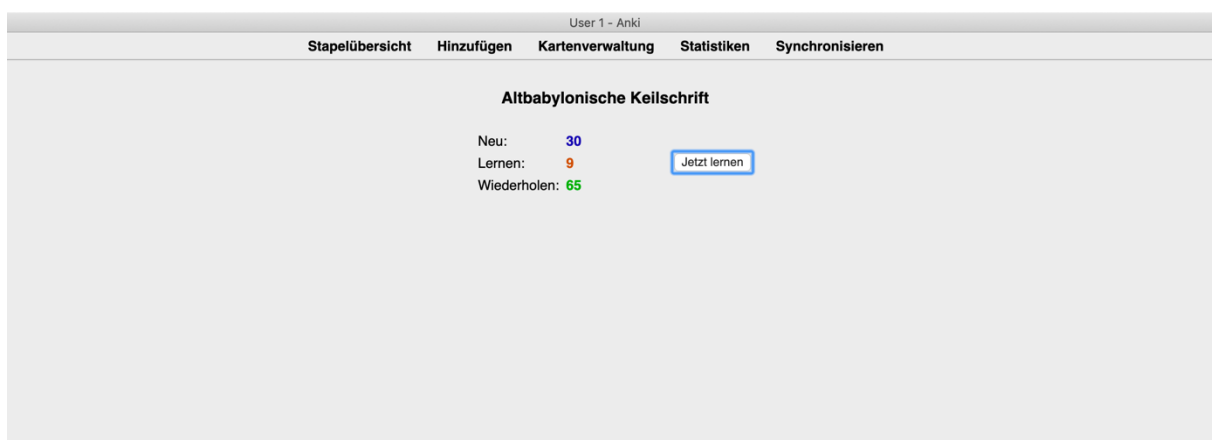 User 1 - Anki
Stapelübersicht Hinzufügen Kartenverwaltung Statistiken Synchronisieren
Altbabylonische Keilschrift
Neu: 30
Lernen: 9 Jetzt lernen
Wiederholen: 65